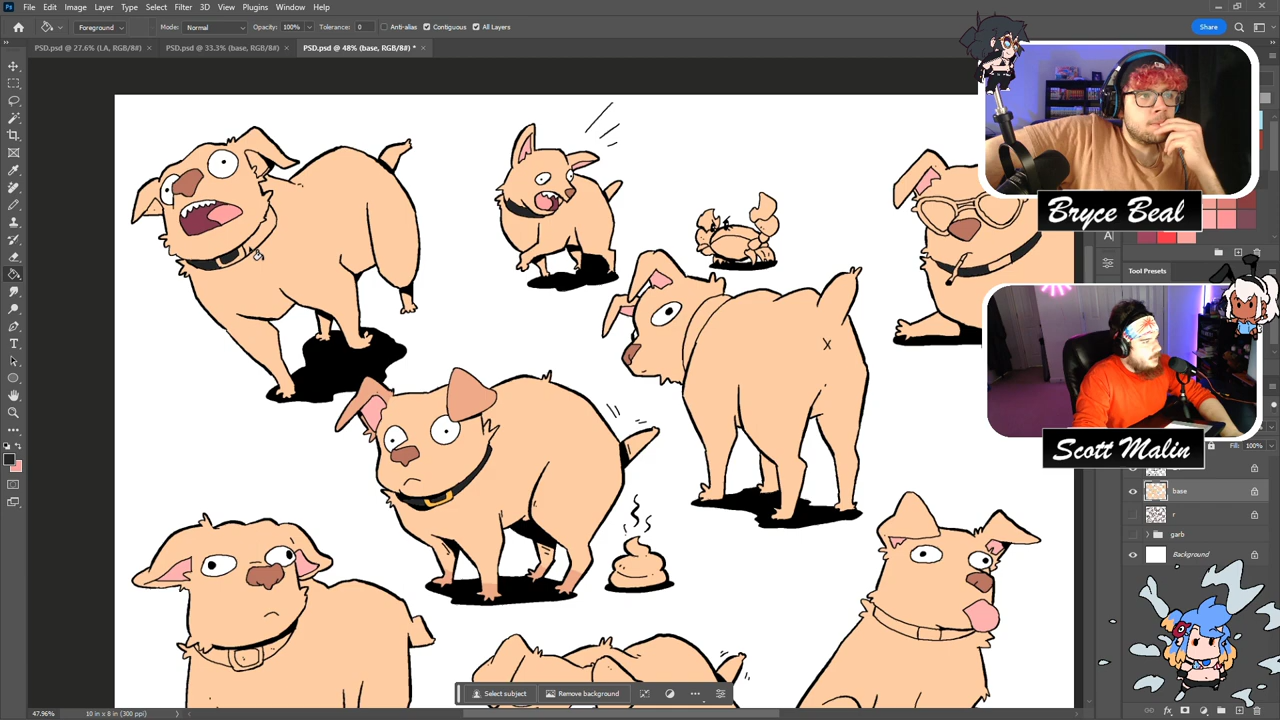 File Edit Image Layer Type Select Filter 3D View Plugins Window Help
Foreground Mode: Normal Opacity: 100% Tolerance: 0 Anti-alias Contiguous All Layers Share
PSD.psd @ 27.6% (LA, RGB/8#) × PSD.psd @ 33.3% (base, RGB/8#) × PSD.psd @ 48% (base, RGB/8#) * ×
Bryce Beal
Tool Presets
Scott Malin
Fill: 100%
base
r
garb
Background
Select subject Remove background
47.96% 10 in x 8 in (300 ppi)